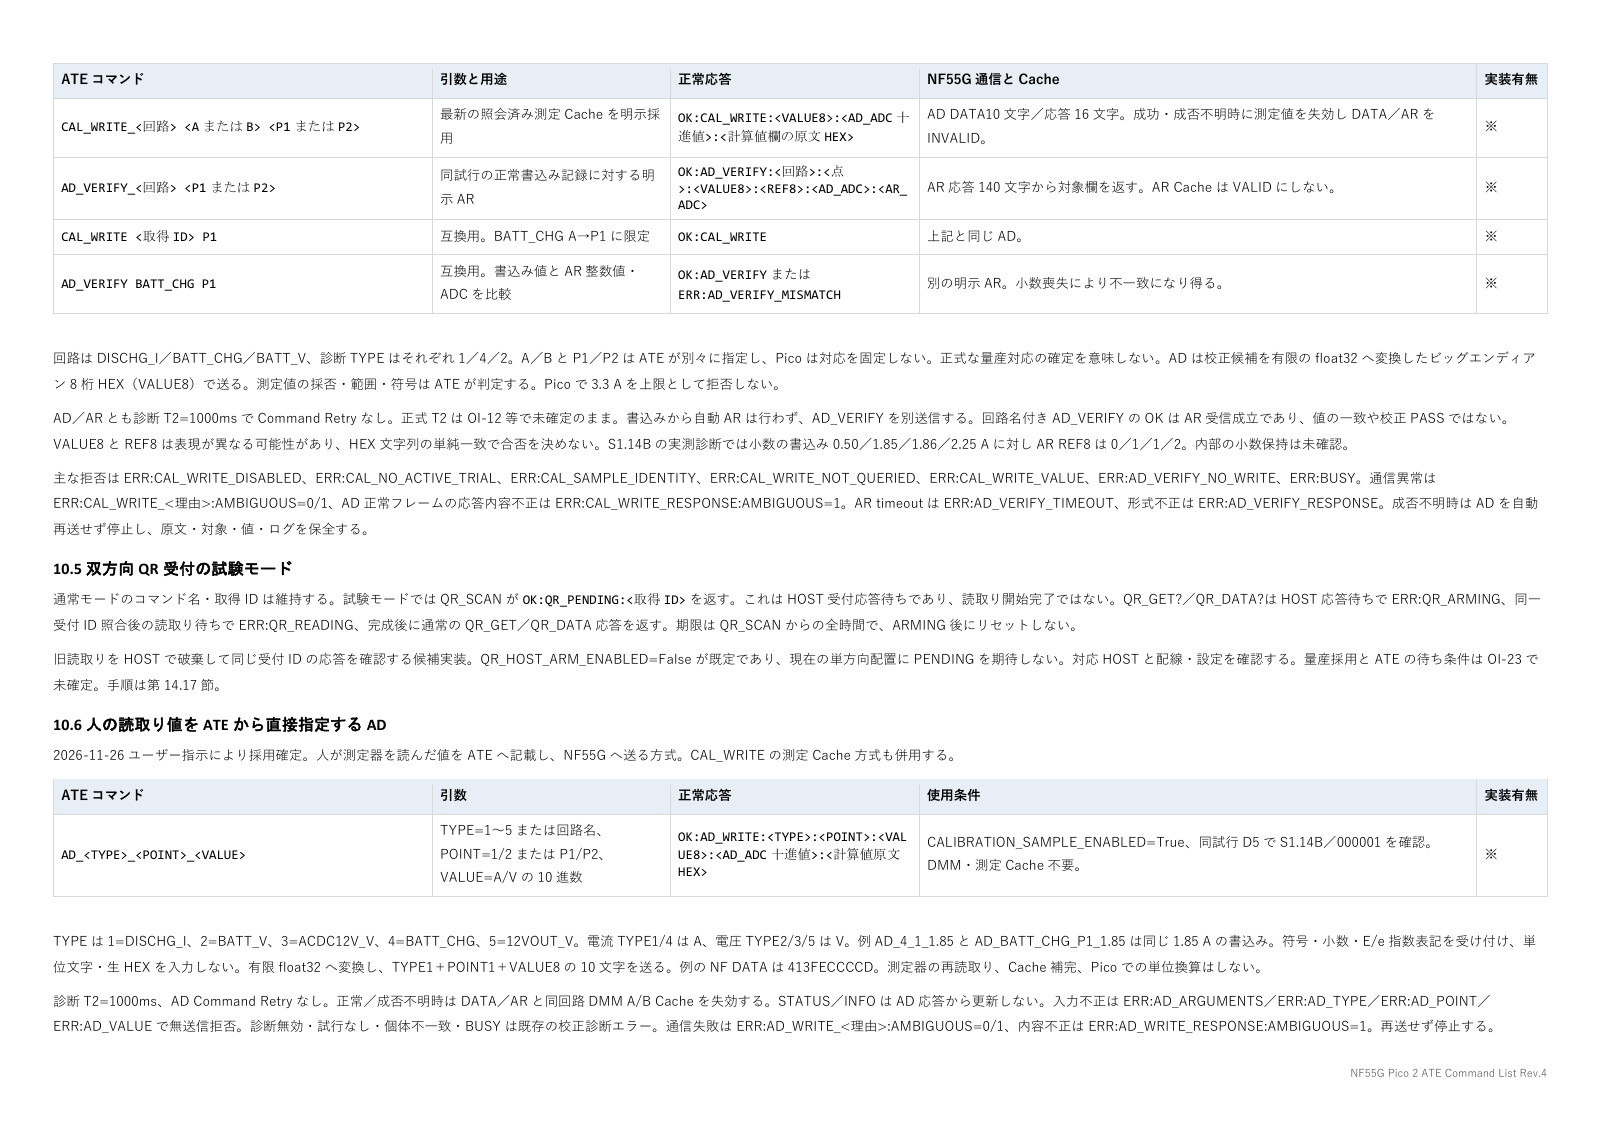 ATE コマンド 引数と用途 正常応答 NF55G 通信と Cache 実装有無
CAL_WRITE_<回路> <A または B> <P1 または P2>
最新の照会済み測定 Cache を明示採
用
OK:CAL_WRITE:<VALUE8>:<AD_ADC 十
進値>:<計算値欄の原文 HEX>
AD DATA10 文字／応答 16 文字。成功・成否不明時に測定値を失効し DATA／AR を
INVALID。
※
AD_VERIFY_<回路> <P1 または P2>
同試行の正常書込み記録に対する明
示 AR
OK:AD_VERIFY:<回路>:<点
>:<VALUE8>:<REF8>:<AD_ADC>:<AR_
ADC>
AR 応答 140 文字から対象欄を返す。AR Cache は VALID にしない。
※
CAL_WRITE <取得 ID> P1
互換用。BATT_CHG A→P1 に限定
OK:CAL_WRITE
上記と同じ AD。
※
AD_VERIFY BATT_CHG P1
互換用。書込み値と AR 整数値・
ADC を比較
OK:AD_VERIFY または
ERR:AD_VERIFY_MISMATCH
別の明示 AR。小数喪失により不一致になり得る。
※
回路は DISCHG_I／BATT_CHG／BATT_V、診断 TYPE はそれぞれ 1／4／2。A／B と P1／P2 は ATE が別々に指定し、Pico は対応を固定しない。正式な量産対応の確定を意味しない。AD は校正候補を有限の float32 へ変換したビッグエンディア
ン 8 桁 HEX（VALUE8）で送る。測定値の採否・範囲・符号は ATE が判定する。Pico で 3.3 A を上限として拒否しない。
AD／AR とも診断 T2=1000ms で Command Retry なし。正式 T2 は OI-12 等で未確定のまま。書込みから自動 AR は行わず、AD_VERIFY を別送信する。回路名付き AD_VERIFY の OK は AR 受信成立であり、値の一致や校正 PASS ではない。
VALUE8 と REF8 は表現が異なる可能性があり、HEX 文字列の単純一致で合否を決めない。S1.14B の実測診断では小数の書込み 0.50／1.85／1.86／2.25 A に対し AR REF8 は 0／1／1／2。内部の小数保持は未確認。
主な拒否は ERR:CAL_WRITE_DISABLED、ERR:CAL_NO_ACTIVE_TRIAL、ERR:CAL_SAMPLE_IDENTITY、ERR:CAL_WRITE_NOT_QUERIED、ERR:CAL_WRITE_VALUE、ERR:AD_VERIFY_NO_WRITE、ERR:BUSY。通信異常は
ERR:CAL_WRITE_<理由>:AMBIGUOUS=0/1、AD 正常フレームの応答内容不正は ERR:CAL_WRITE_RESPONSE:AMBIGUOUS=1。AR timeout は ERR:AD_VERIFY_TIMEOUT、形式不正は ERR:AD_VERIFY_RESPONSE。成否不明時は AD を自動
再送せず停止し、原文・対象・値・ログを保全する。
10.5 双方向 QR 受付の試験モード
通常モードのコマンド名・取得 ID は維持する。試験モードでは QR_SCAN が OK:QR_PENDING:<取得 ID> を返す。これは HOST 受付応答待ちであり、読取り開始完了ではない。QR_GET?／QR_DATA?は HOST 応答待ちで ERR:QR_ARMING、同一
受付 ID 照合後の読取り待ちで ERR:QR_READING、完成後に通常の QR_GET／QR_DATA 応答を返す。期限は QR_SCAN からの全時間で、ARMING 後にリセットしない。
旧読取りを HOST で破棄して同じ受付 ID の応答を確認する候補実装。QR_HOST_ARM_ENABLED=False が既定であり、現在の単方向配置に PENDING を期待しない。対応 HOST と配線・設定を確認する。量産採用と ATE の待ち条件は OI-23 で
未確定。手順は第 14.17 節。
10.6 人の読取り値を ATE から直接指定する AD
2026-11-26 ユーザー指示により採用確定。人が測定器を読んだ値を ATE へ記載し、NF55G へ送る方式。CAL_WRITE の測定 Cache 方式も併用する。
ATE コマンド 引数 正常応答 使用条件 実装有無
AD_<TYPE>_<POINT>_<VALUE>
TYPE=1～5 または回路名、
POINT=1/2 または P1/P2、
VALUE=A/V の 10 進数
OK:AD_WRITE:<TYPE>:<POINT>:<VAL
UE8>:<AD_ADC 十進値>:<計算値原文
HEX>
CALIBRATION_SAMPLE_ENABLED=True、同試行 D5 で S1.14B／000001 を確認。
DMM・測定 Cache 不要。
※
TYPE は 1=DISCHG_I、2=BATT_V、3=ACDC12V_V、4=BATT_CHG、5=12VOUT_V。電流 TYPE1/4 は A、電圧 TYPE2/3/5 は V。例 AD_4_1_1.85 と AD_BATT_CHG_P1_1.85 は同じ 1.85 A の書込み。符号・小数・E/e 指数表記を受け付け、単
位文字・生 HEX を入力しない。有限 float32 へ変換し、TYPE1＋POINT1＋VALUE8 の 10 文字を送る。例の NF DATA は 413FECCCCD。測定器の再読取り、Cache 補完、Pico での単位換算はしない。
診断 T2=1000ms、AD Command Retry なし。正常／成否不明時は DATA／AR と同回路 DMM A/B Cache を失効する。STATUS／INFO は AD 応答から更新しない。入力不正は ERR:AD_ARGUMENTS／ERR:AD_TYPE／ERR:AD_POINT／
ERR:AD_VALUE で無送信拒否。診断無効・試行なし・個体不一致・BUSY は既存の校正診断エラー。通信失敗は ERR:AD_WRITE_<理由>:AMBIGUOUS=0/1、内容不正は ERR:AD_WRITE_RESPONSE:AMBIGUOUS=1。再送せず停止する。
NF55G Pico 2 ATE Command List Rev.4